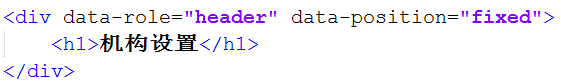 <div data-role="header" data-position="fixed">
<h1>机构设置</h1>
</div>